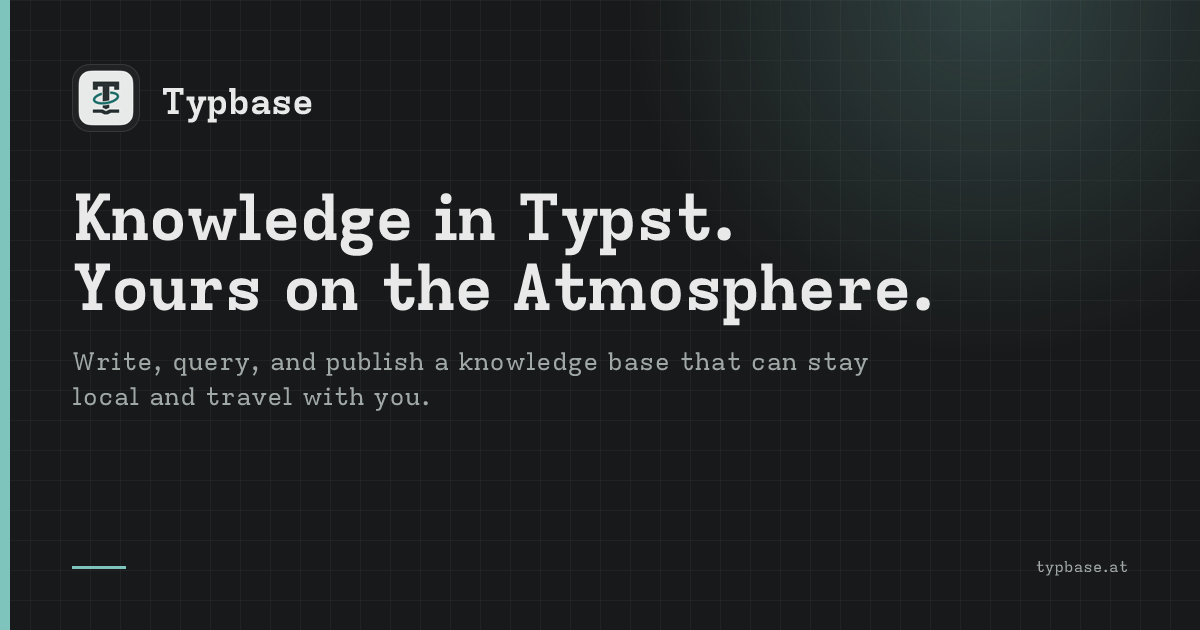 Typbase
Knowledge in Typst.
Yours on the Atmosphere.
Write, query, and publish a knowledge base that can stay
local and travel with you.
typbase.at